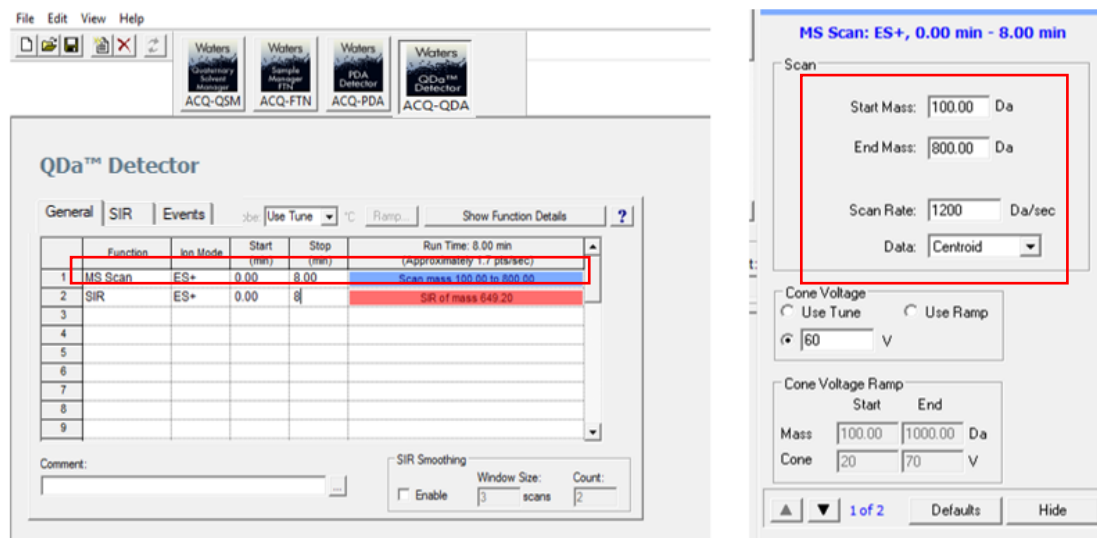 File Edit View Help
Waters Quaternary Solvent Manager ACQ-QSM
Waters Sample Manager FTN ACQ-FTN
Waters PDA Detector ACQ-PDA
Waters QDa™ Detector ACQ-QDA
QDa™ Detector
General SIR Events Use Tune °C Ramp... Show Function Details ?
Function Ion Mode Start (min) Stop (min) Run Time: 8.00 min (Approximately 1.7 pts/sec)
1 MS Scan ES+ 0.00 8.00 Scan mass 100.00 to 800.00
2 SIR ES+ 0.00 8 SIR of mass 649.20
3
4
5
6
7
8
9
Comment:
...
SIR Smoothing
Enable
Window Size: 3 scans
Count: 2
MS Scan: ES+, 0.00 min - 8.00 min
Scan
Start Mass: 100.00 Da
End Mass: 800.00 Da
Scan Rate: 1200 Da/sec
Data: Centroid
Cone Voltage
Use Tune Use Ramp
60 V
Cone Voltage Ramp
Start End
Mass 100.00 1000.00 Da
Cone 20 70 V
1 of 2 Defaults Hide